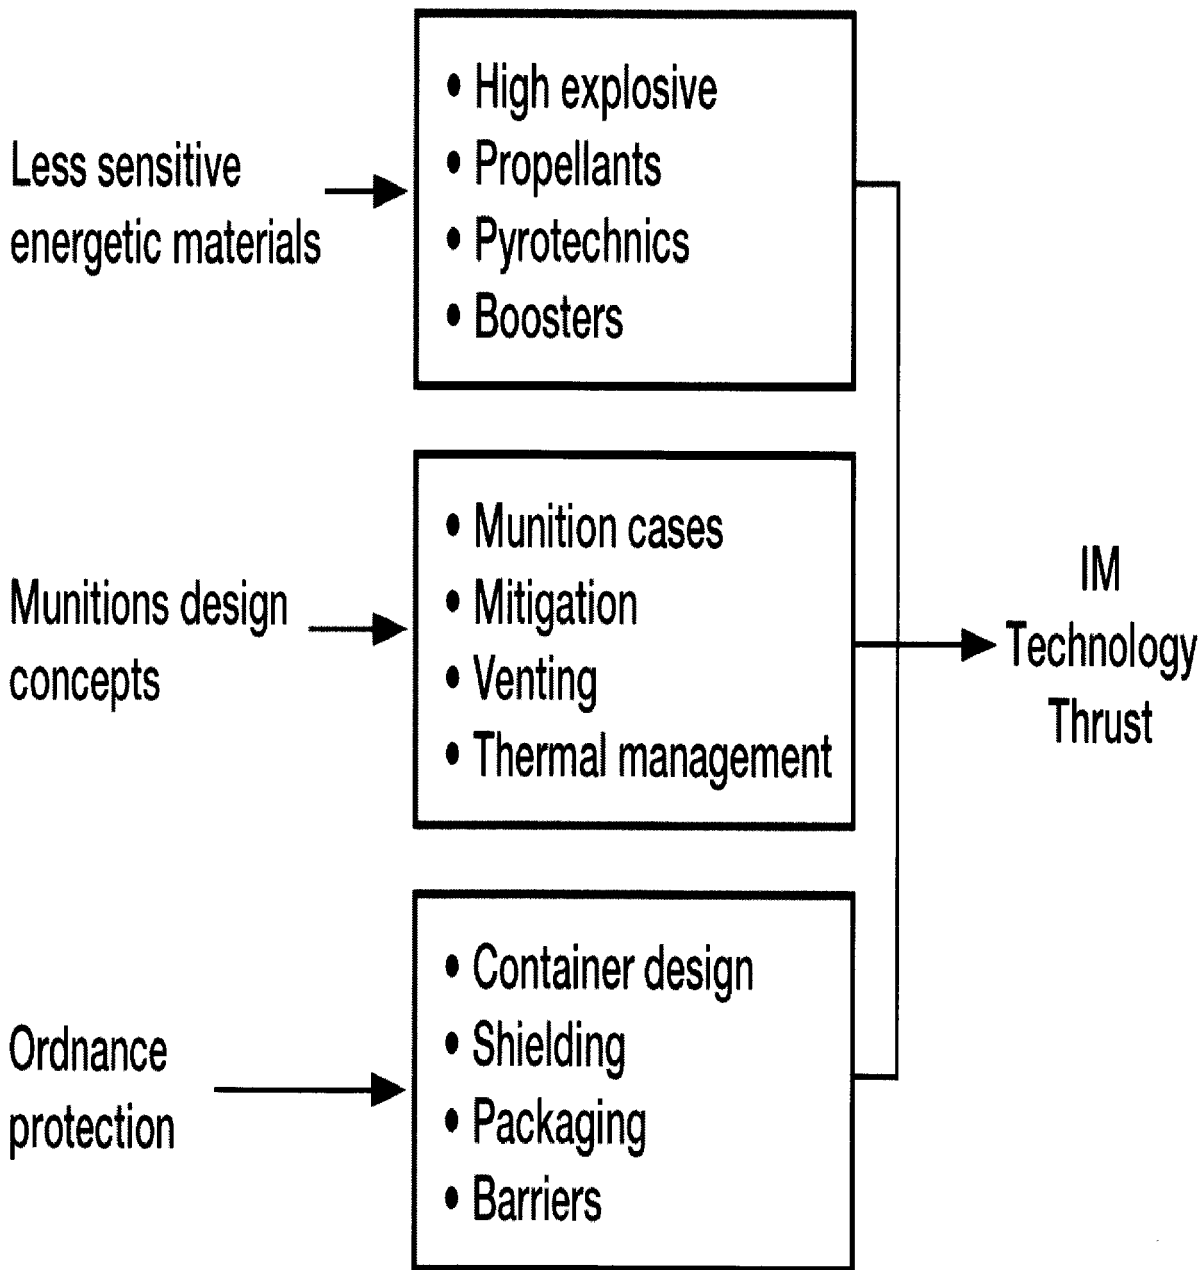 Less sensitive
energetic materials
• High explosive
• Propellants
• Pyrotechnics
• Boosters
Munitions design
concepts
• Munition cases
• Mitigation
• Venting
• Thermal management
Ordnance
protection
• Container design
• Shielding
• Packaging
• Barriers
IM
Technology
Thrust